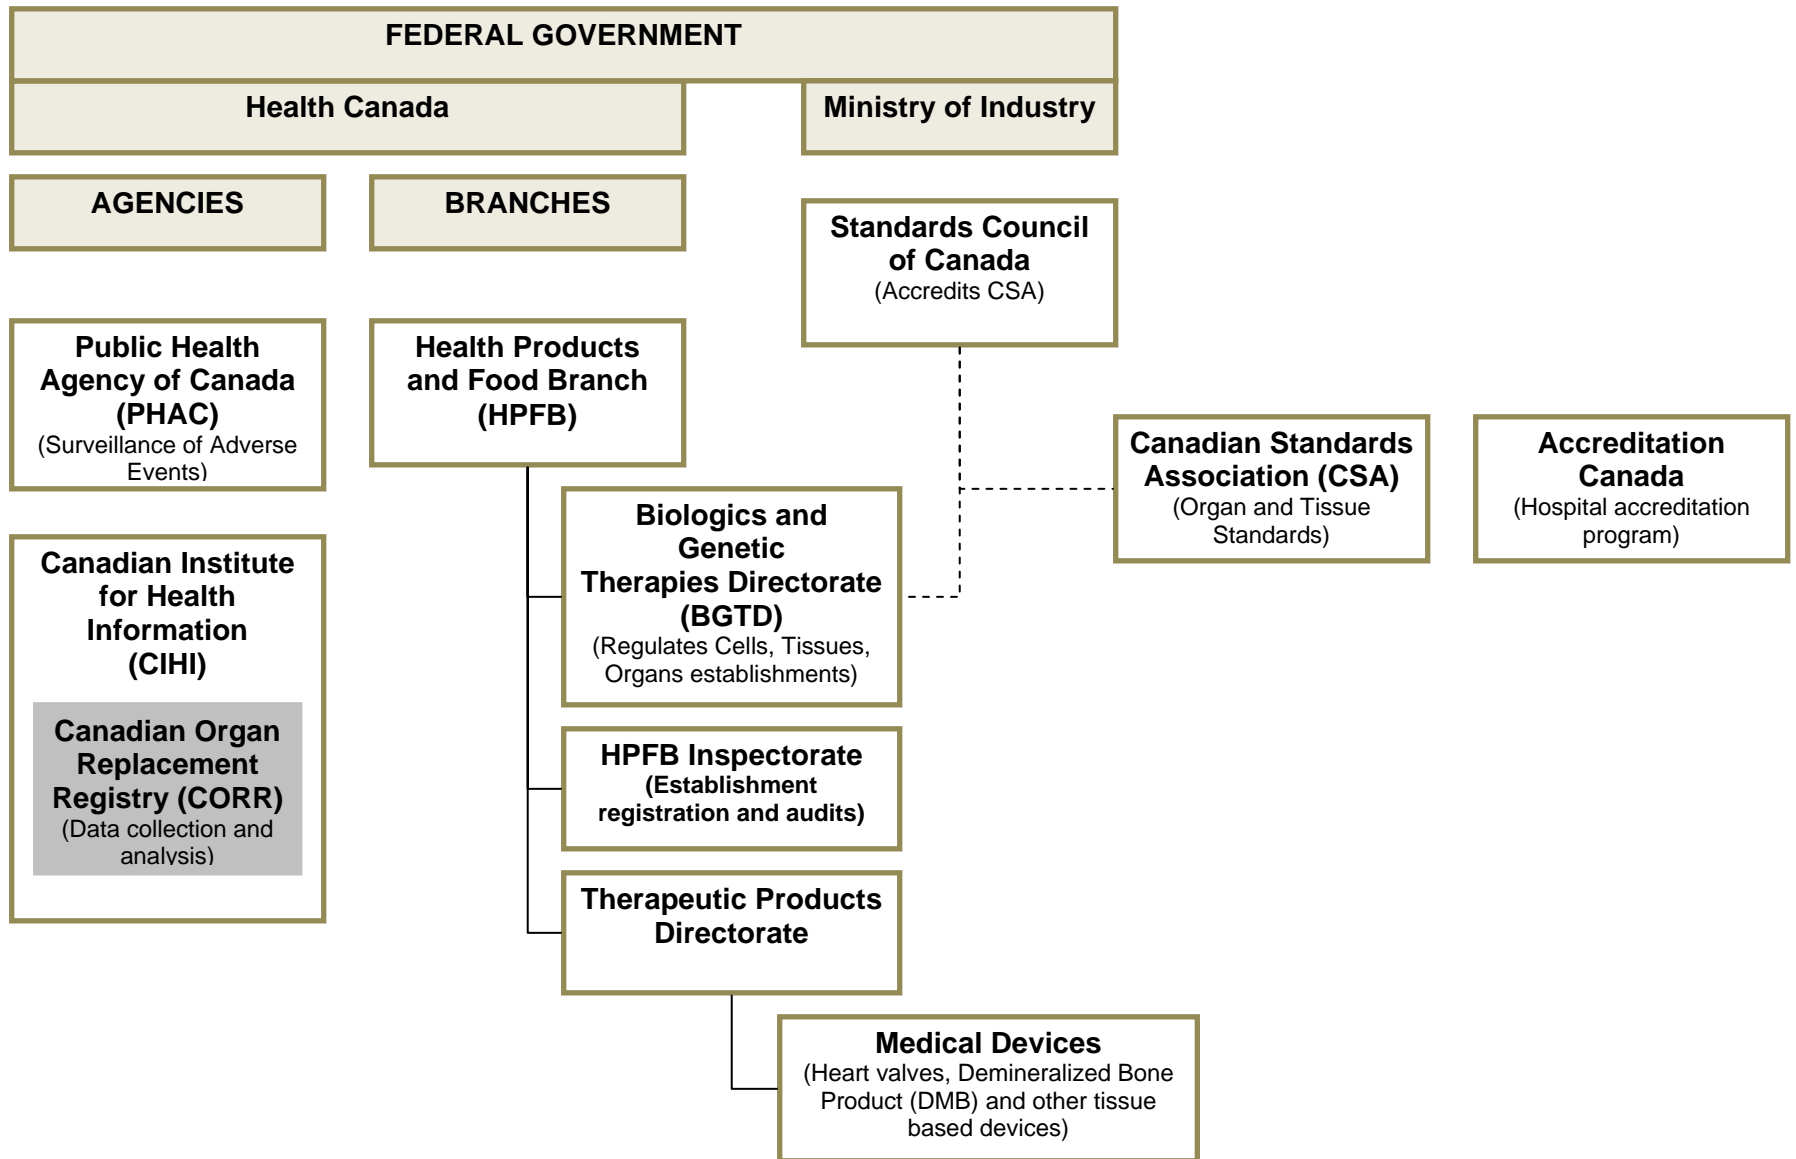 FEDERAL GOVERNMENT
Health Canada
Ministry of Industry
AGENCIES
BRANCHES
Standards Council
of Canada
(Accredits CSA)
Public Health
Agency of Canada
(PHAC)
(Surveillance of Adverse
Events)
Health Products
and Food Branch
(HPFB)
Canadian Standards
Association (CSA)
(Organ and Tissue
Standards)
Accreditation
Canada
(Hospital accreditation
program)
Canadian Institute
for Health
Information
(CIHI)
Canadian Organ
Replacement
Registry (CORR)
(Data collection and
analysis)
Biologics and
Genetic
Therapies Directorate
(BGTD)
(Regulates Cells, Tissues,
Organs establishments)
HPFB Inspectorate
(Establishment
registration and audits)
Therapeutic Products
Directorate
Medical Devices
(Heart valves, Demineralized Bone
Product (DMB) and other tissue
based devices)